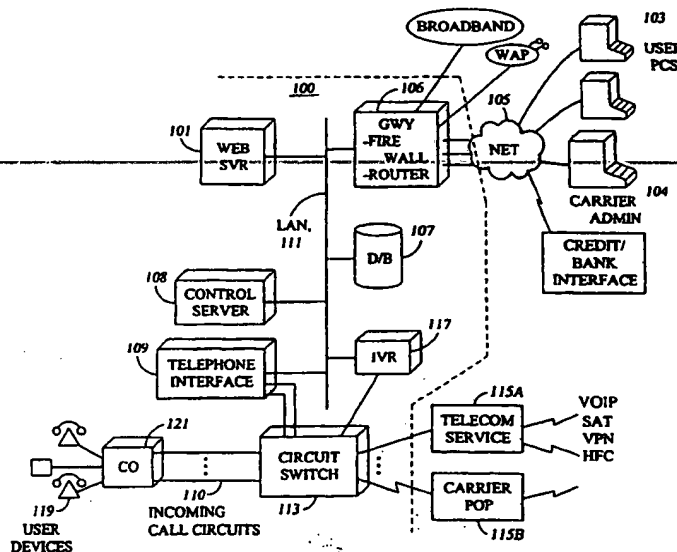 BROADBAND
WAP
103
USER
PCS
100
106
105
101
WEB
SVR
GWY
-FIRE
WALL
-ROUTER
NET
104
CARRIER
ADMIN
LAN,
111
107
D/B
CREDIT/
BANK
INTERFACE
108
CONTROL
SERVER
109
TELEPHONE
INTERFACE
117
IVR
115A
TELECOM
SERVICE
VOIP
SAT
VPN
HFC
121
CO
CIRCUIT
SWITCH
113
119
USER
DEVICES
110
INCOMING
CALL CIRCUITS
CARRIER
POP
115B